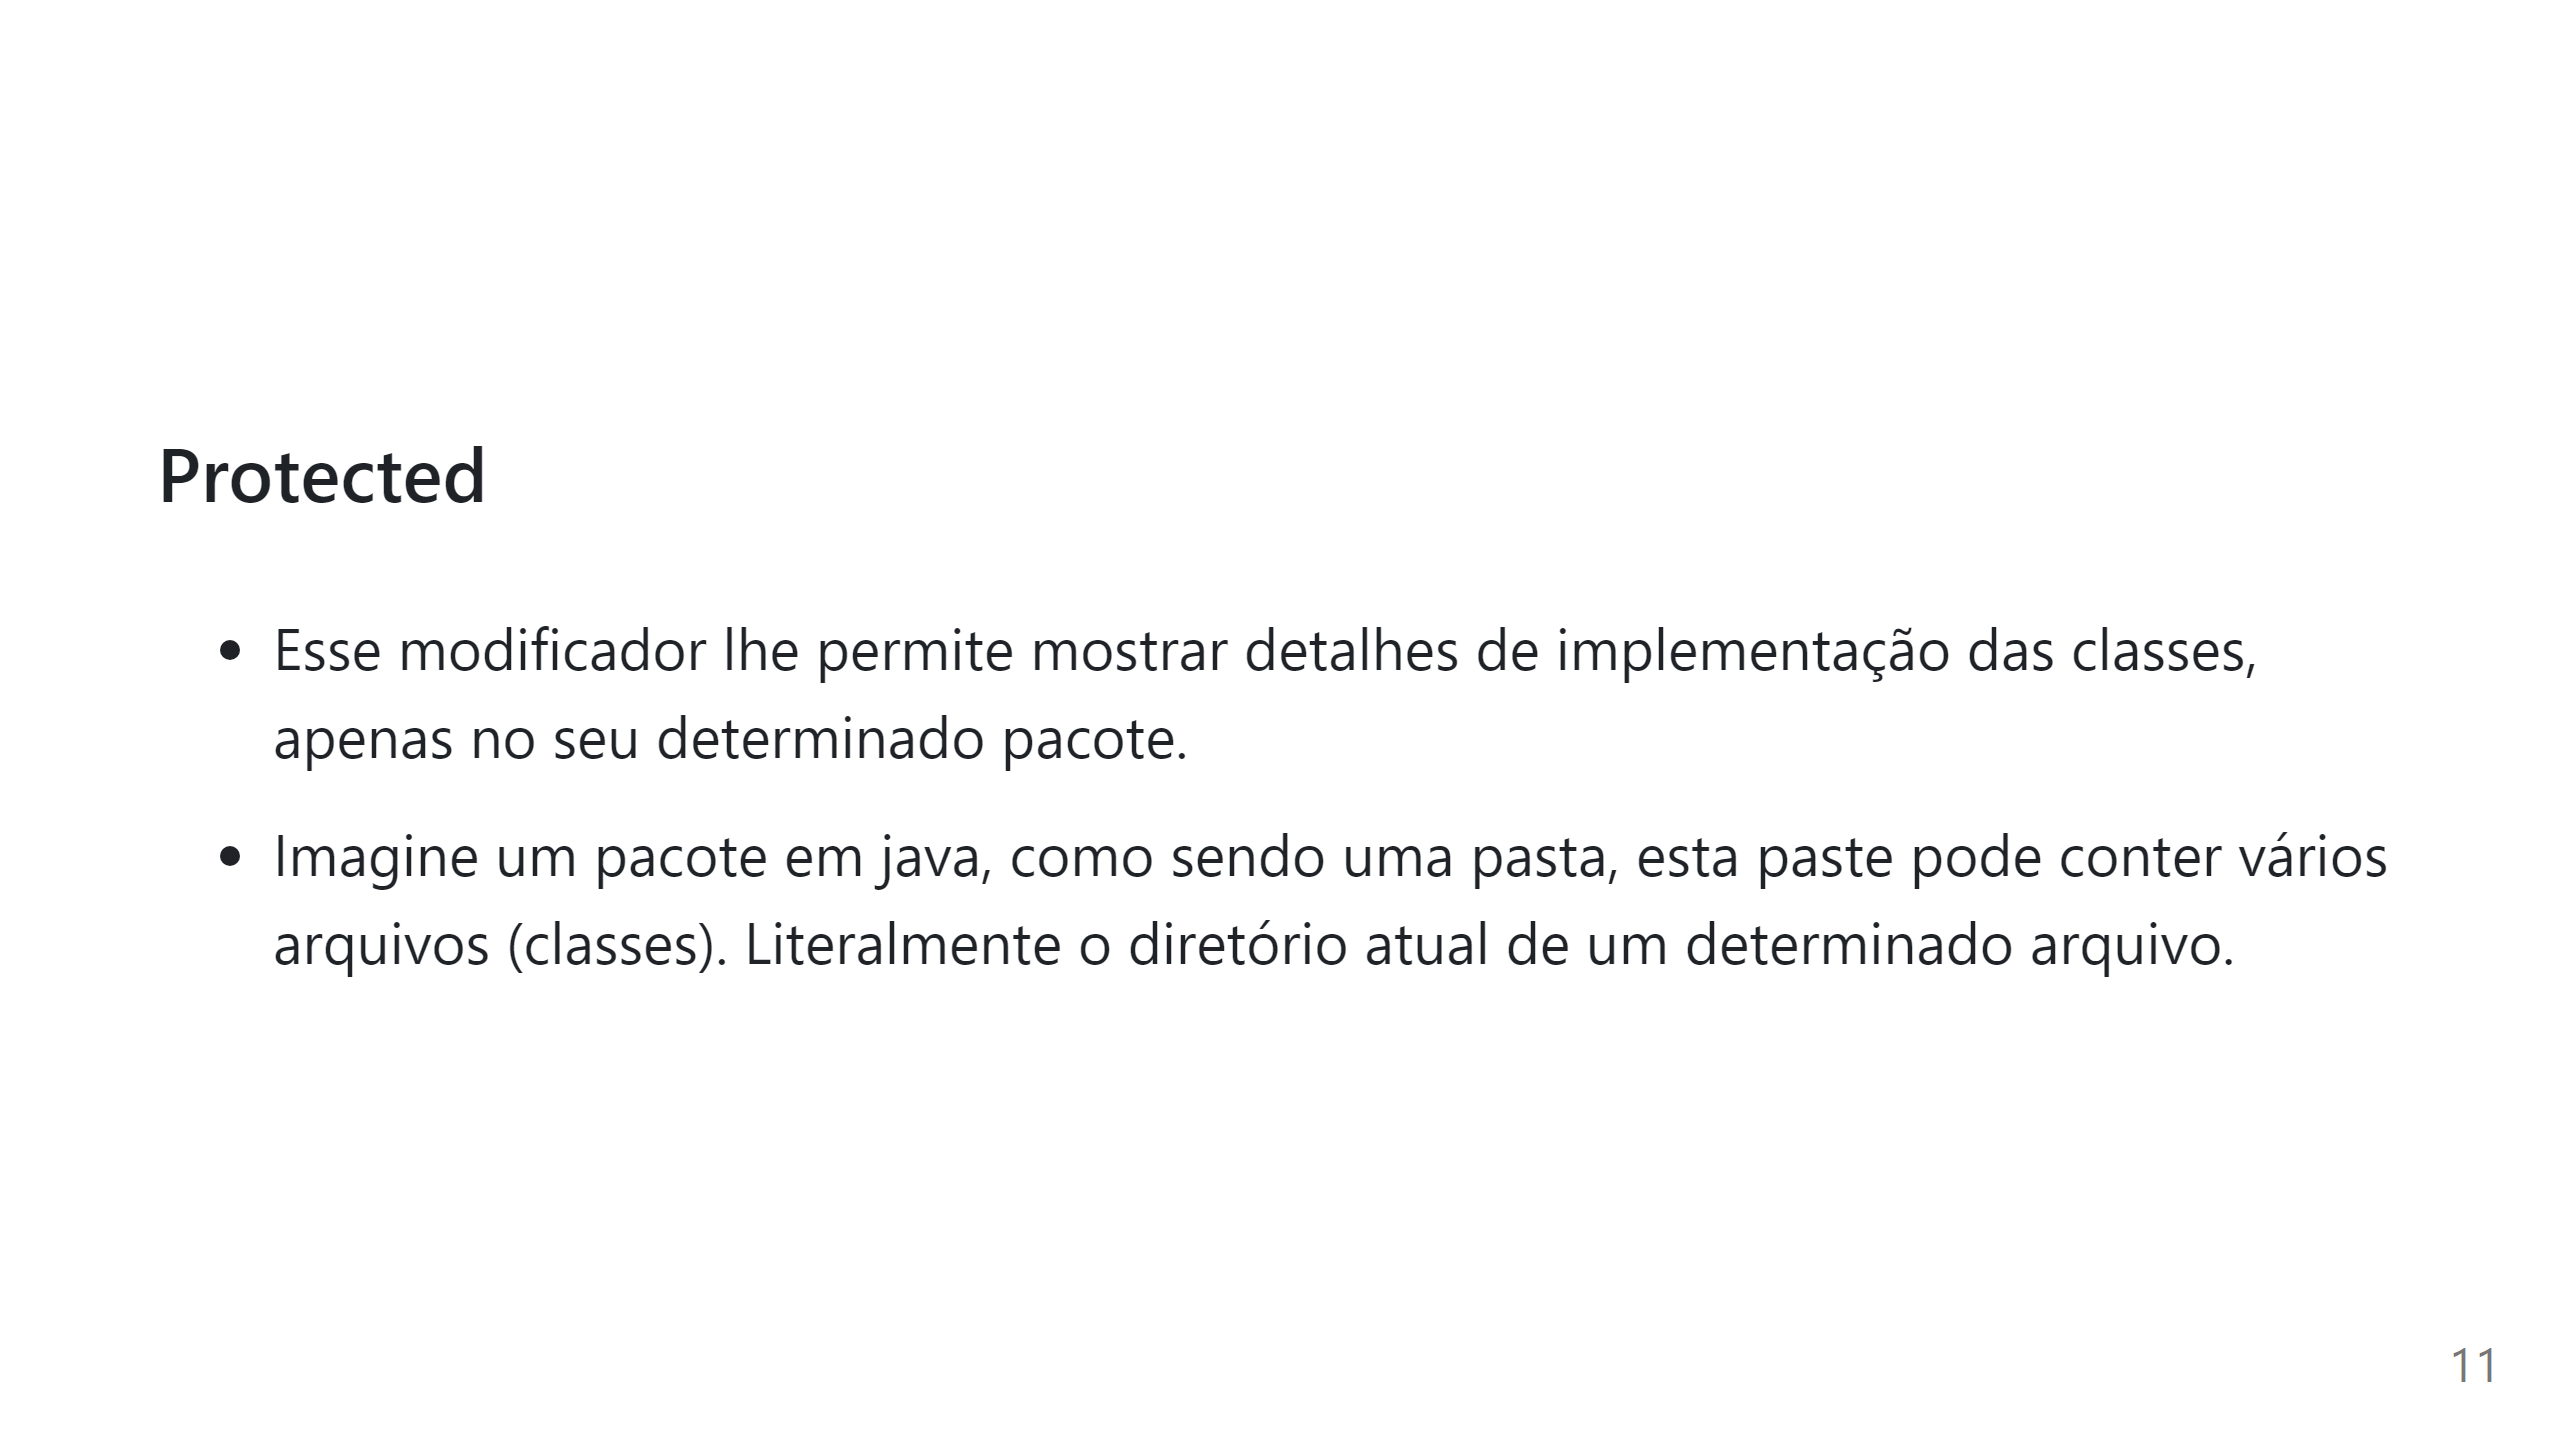 Protected
• Esse modificador lhe permite mostrar detalhes de implementação das classes,
apenas no seu determinado pacote.
• Imagine um pacote em java, como sendo uma pasta, esta paste pode conter vários
arquivos (classes). Literalmente o diretório atual de um determinado arquivo.
11